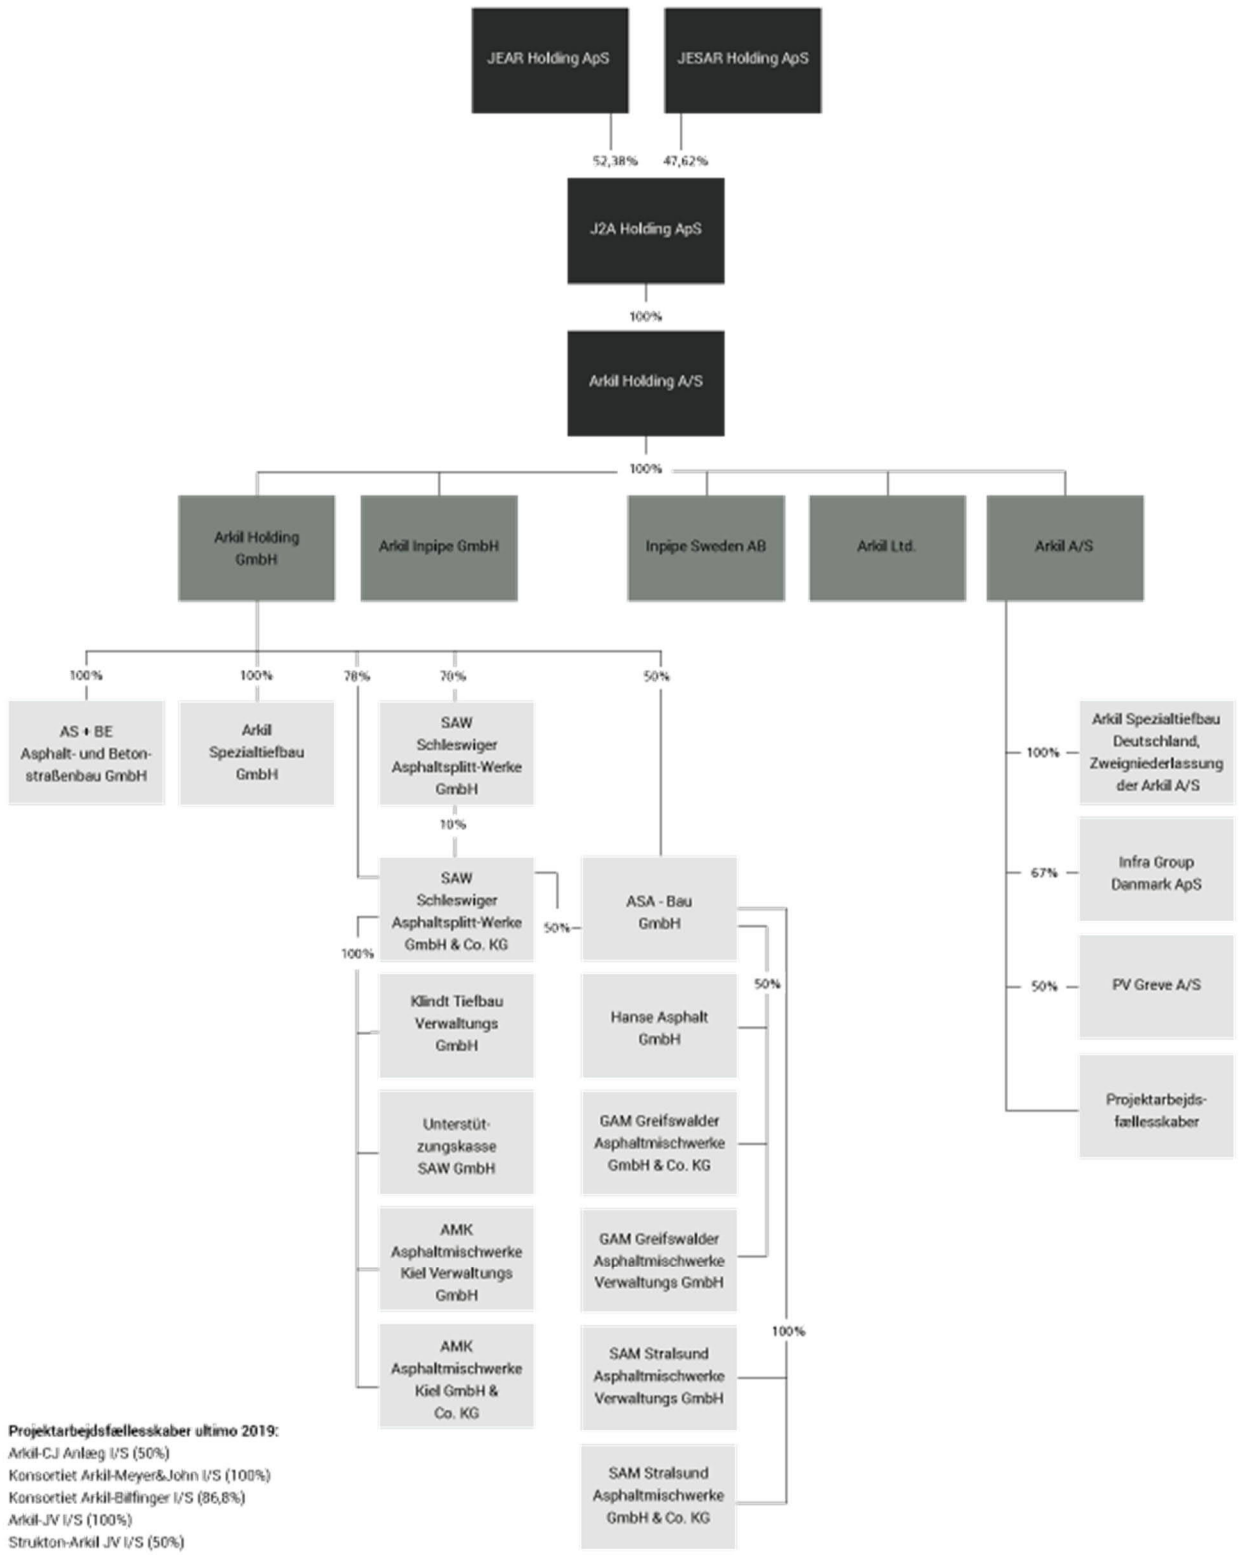 JEAR Holding ApS
JESAR Holding ApS
52,38%
47,62%
J2A Holding ApS
100%
Arkil Holding A/S
100%
Arkil Holding
GmbH
Arkil Inpipe GmbH
Inpipe Sweden AB
Arkil Ltd.
Arkil A/S
100%
100%
78%
70%
50%
AS + BE
Asphalt- und Beton-
straßenbau GmbH
Arkil
Spezialtiefbau
GmbH
SAW
Schleswiger
Asphaltsplitt-Werke
GmbH
10%
SAW
Schleswiger
Asphaltsplitt-Werke
GmbH & Co. KG
50%
100%
Klindt Tiefbau
Verwaltungs
GmbH
Unterstüt-
zungskasse
SAW GmbH
AMK
Asphaltmischwerke
Kiel Verwaltungs
GmbH
AMK
Asphaltmischwerke
Kiel GmbH &
Co. KG
ASA - Bau
GmbH
50%
Hanse Asphalt
GmbH
GAM Greifswalder
Asphaltmischwerke
GmbH & Co. KG
GAM Greifswalder
Asphaltmischwerke
Verwaltungs GmbH
100%
SAM Stralsund
Asphaltmischwerke
Verwaltungs GmbH
SAM Stralsund
Asphaltmischwerke
GmbH & Co. KG
100%
Arkil Spezialtiefbau
Deutschland,
Zweigniederlassung
der Arkil A/S
67%
Infra Group
Danmark ApS
50%
PV Greve A/S
Projektarbejds-
fællesskaber
Projektarbejdsfællesskaber ultimo 2019:
Arkil-CJ Anlæg I/S (50%)
Konsortiet Arkil-Meyer&John I/S (100%)
Konsortiet Arkil-Bilfinger I/S (86,8%)
Arkil-JV I/S (100%)
Strukton-Arkil JV I/S (50%)